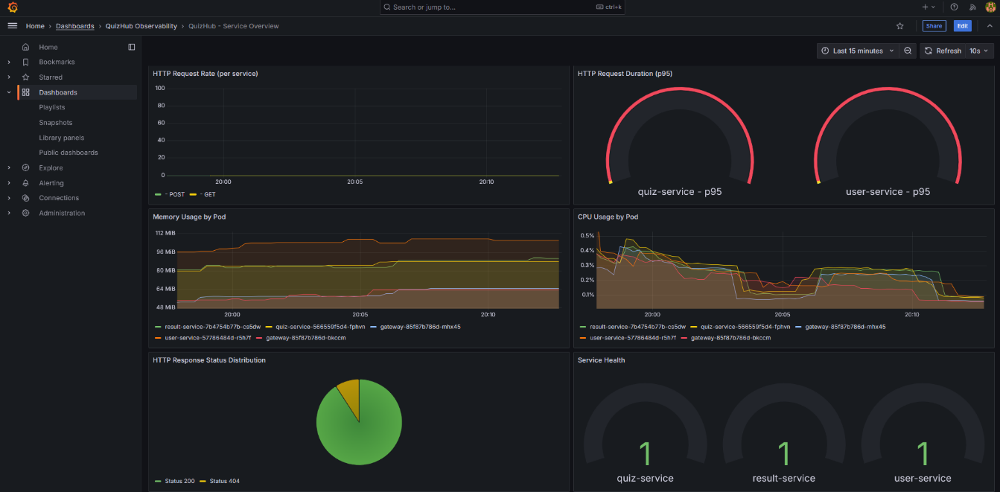 Search or jump to... ctrl+k
Home › Dashboards › QuizHub Observability › QuizHub - Service Overview
Share
Edit
Home
Bookmarks
Starred
Dashboards
Playlists
Snapshots
Library panels
Public dashboards
Explore
Alerting
Connections
Administration
Last 15 minutes
Refresh
10s
HTTP Request Rate (per service)
100
80
60
40
20
0
20:00 20:05 20:10
- POST - GET
HTTP Request Duration (p95)
quiz-service - p95
user-service - p95
Memory Usage by Pod
112 MiB
96 MiB
80 MiB
64 MiB
48 MiB
20:00 20:05 20:10
result-service-7b4754b77b-cs5dw quiz-service-566559f5d4-fphvn gateway-85f87b786d-mhx45
user-service-57786484d-r5h7f gateway-85f87b786d-bkccm
CPU Usage by Pod
0.5%
0.4%
0.3%
0.2%
0.1%
20:00 20:05 20:10
result-service-7b4754b77b-cs5dw quiz-service-566559f5d4-fphvn gateway-85f87b786d-mhx45
user-service-57786484d-r5h7f gateway-85f87b786d-bkccm
HTTP Response Status Distribution
Status 200 Status 404
Service Health
1 1 1
quiz-service result-service user-service